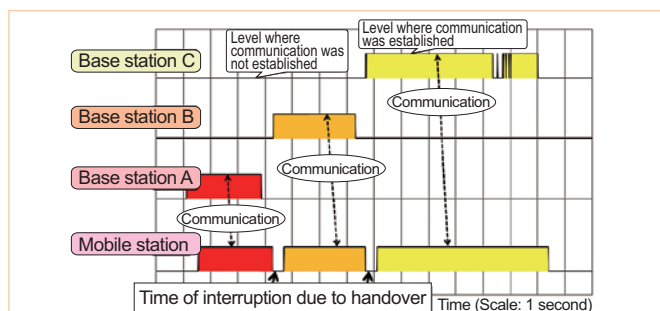 Level where
communication was
not established
Level where communication
was established
Base station C
Communication
Base station B
Communication
Base station A
Communication
Mobile station
Time of interruption due to handover
Time (Scale: 1 second)